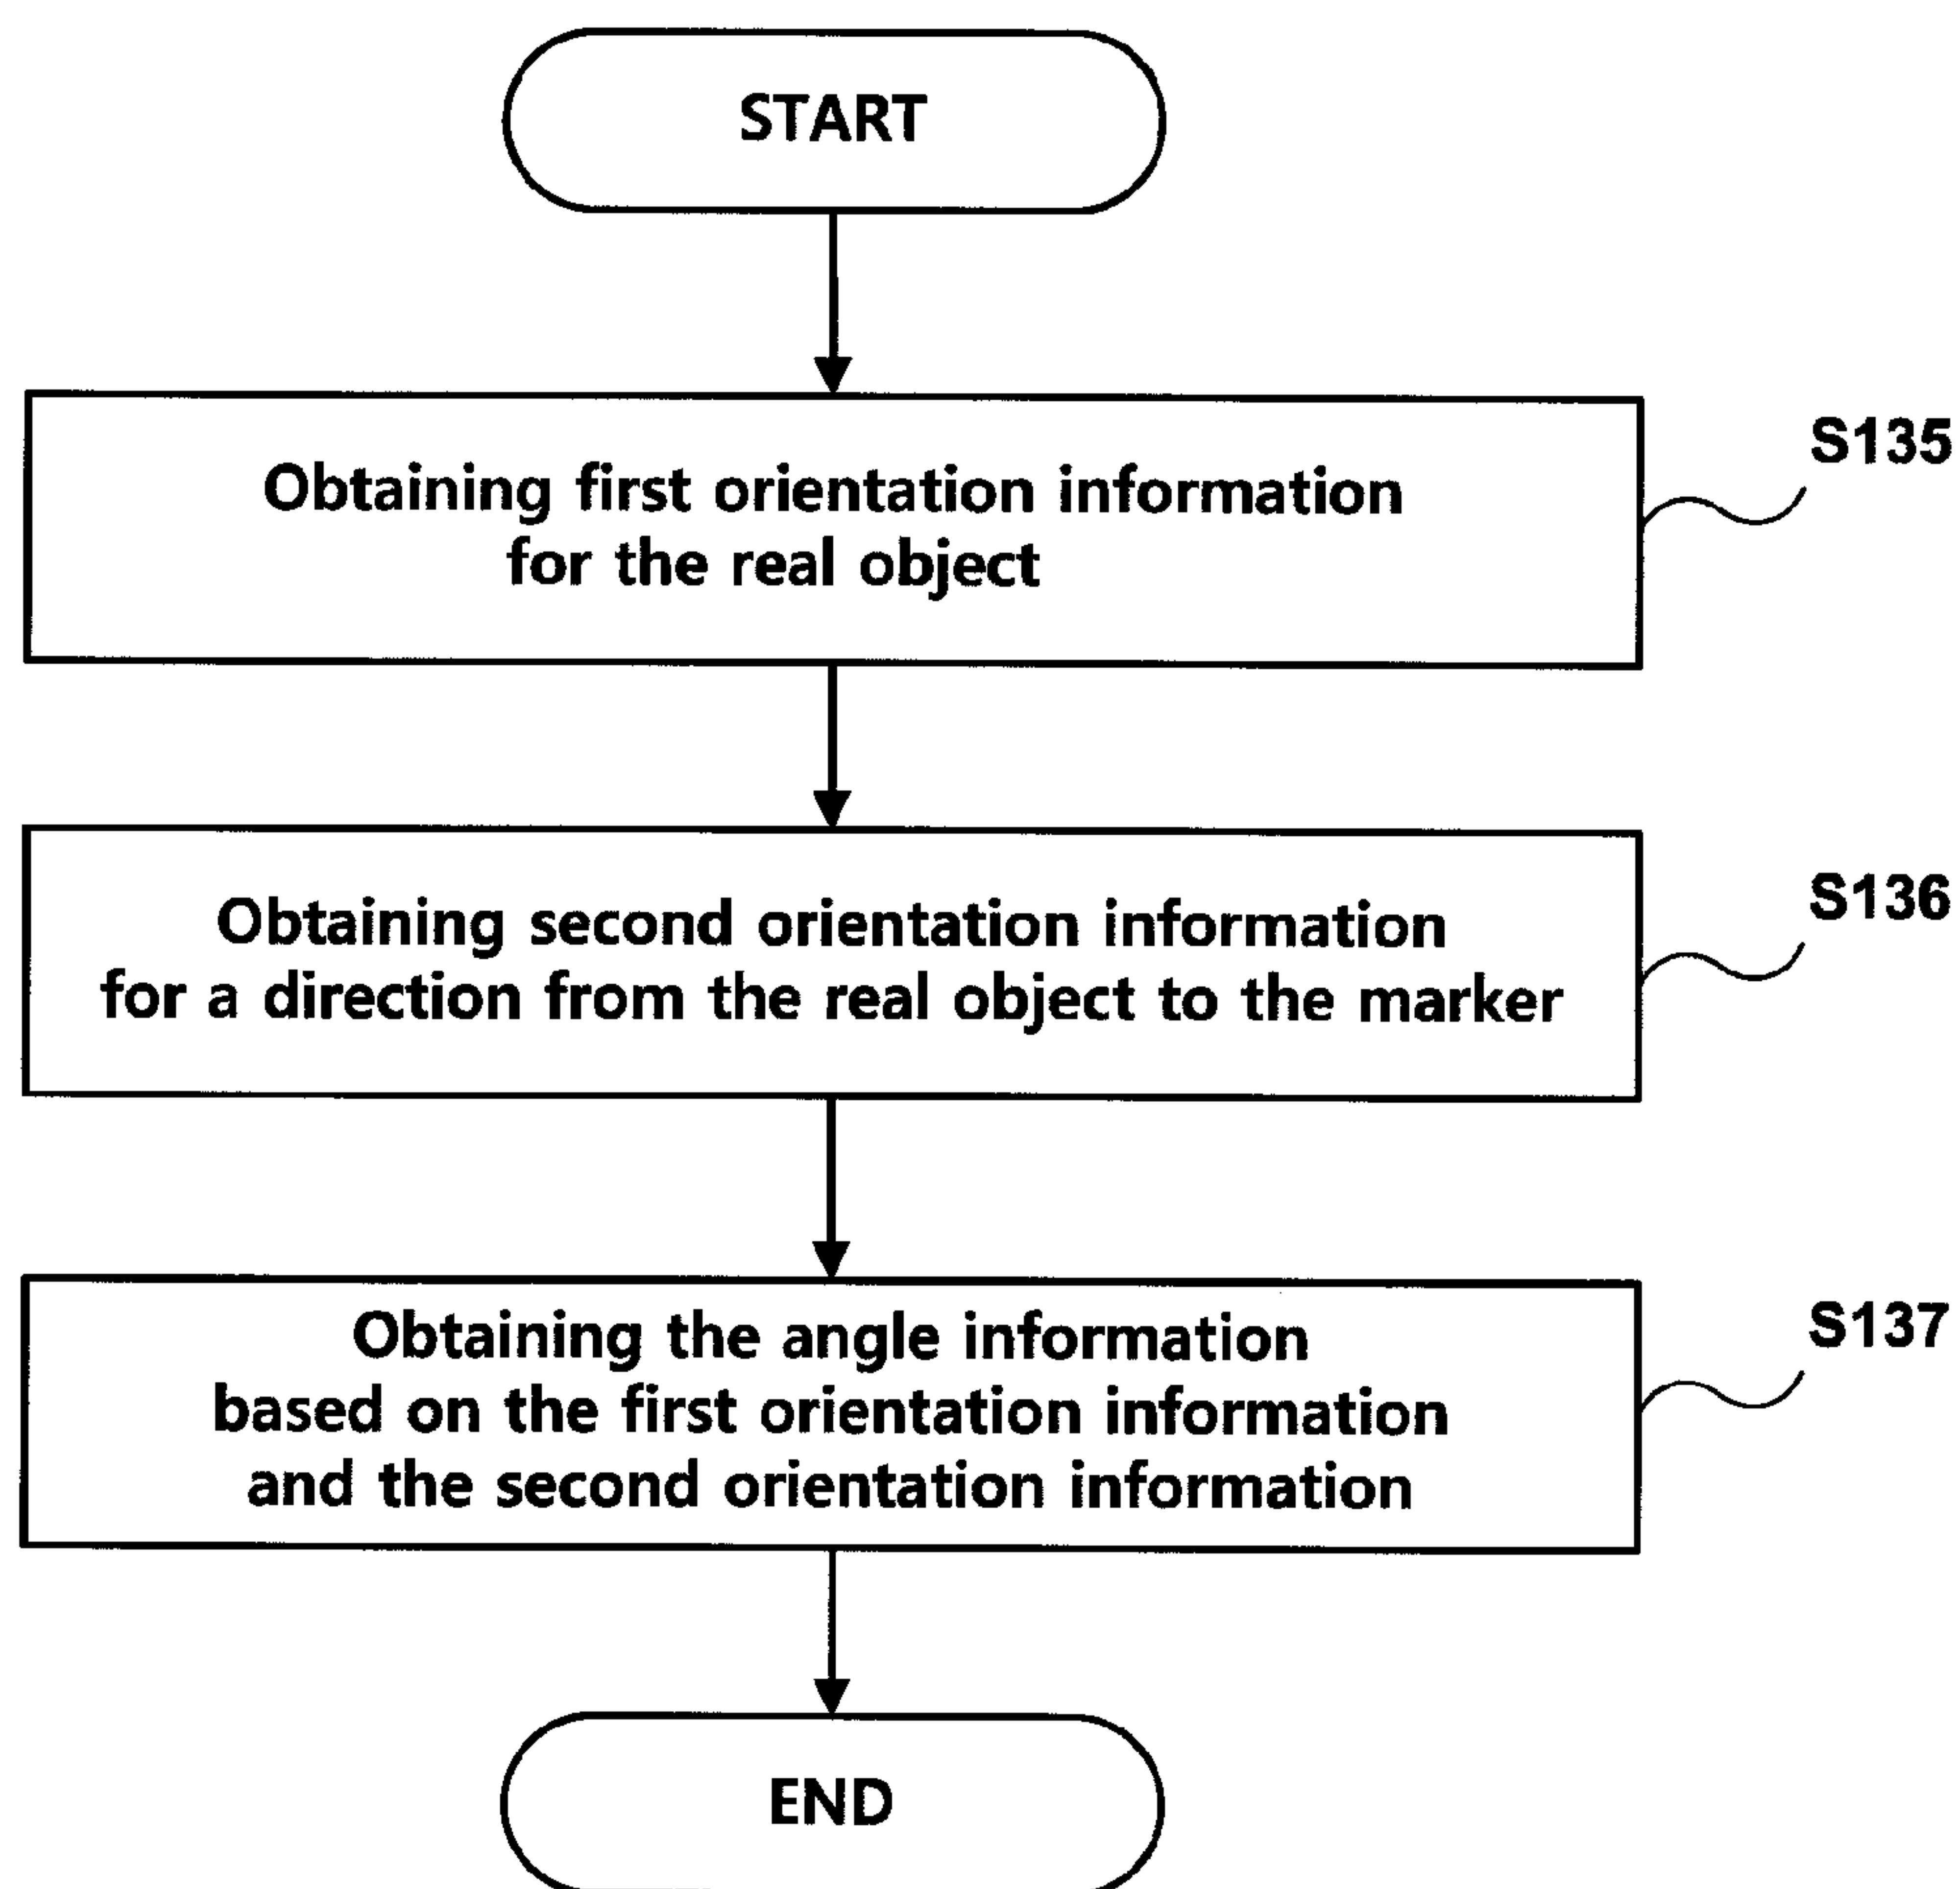 START
S135
Obtaining first orientation information
for the real object
S136
Obtaining second orientation information
for a direction from the real object to the marker
S137
Obtaining the angle information
based on the first orientation information
and the second orientation information
END